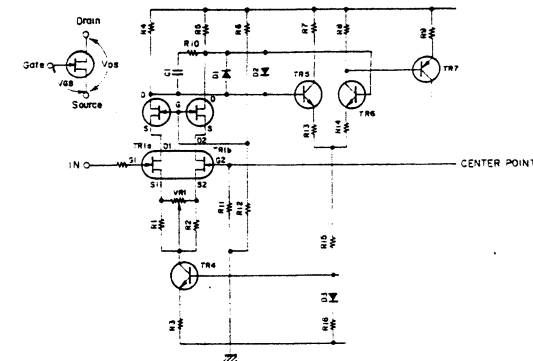 Drain
Gate
VDS
VGS
Source
R4
R5
R6
R7
R8
R9
R10
C1
D1
D2
TR5
TR6
TR7
D
G
D
S
S
R13
R14
TR1a
D1
D2
TR1b
IN
G1
G2
CENTER POINT
S1
S2
VR1
R1
R2
R11
R12
R15
TR4
D3
R3
R16